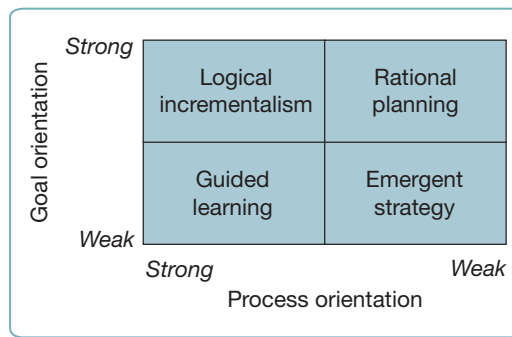 Strong
Logical
incrementalism
Rational
planning
Goal orientation
Guided
learning
Emergent
strategy
Weak
Strong
Weak
Process orientation